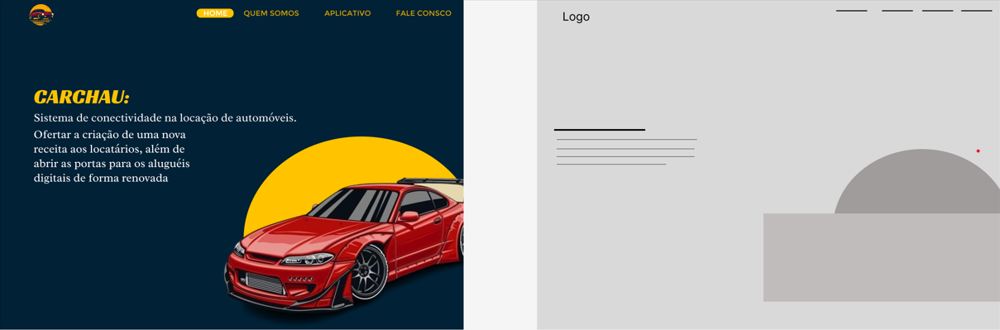 HOME QUEM SOMOS APLICATIVO FALE CONSCO
CARCHAU:
Sistema de conectividade na locação de automóveis.
Ofertar a criação de uma nova
receita aos locatários, além de
abrir as portas para os aluguéis
digitais de forma renovada
Logo